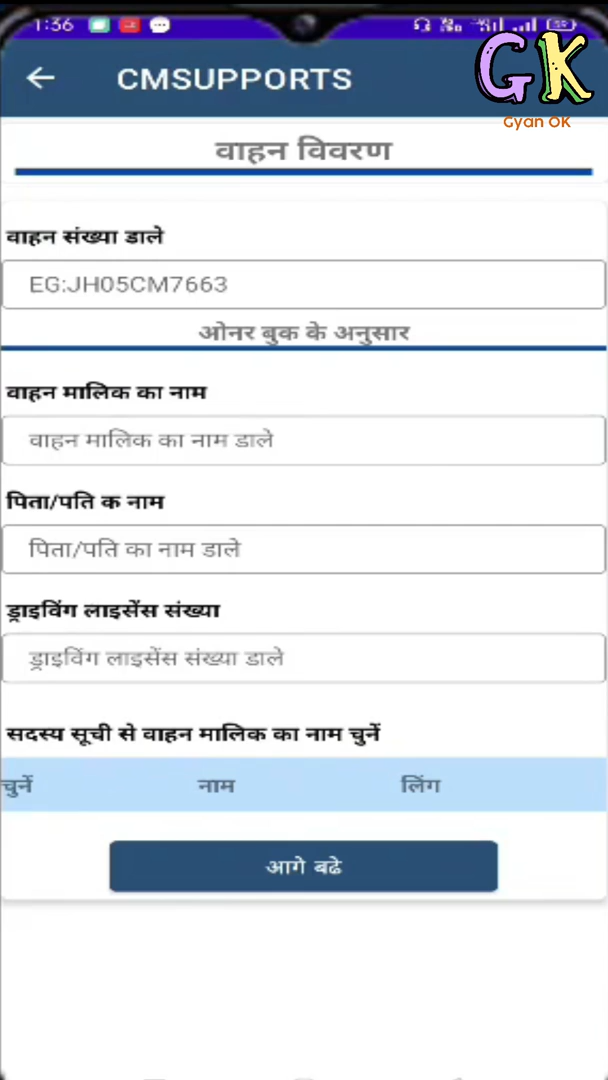 1:36
GK
CMSUPPORTS
Gyan OK
वाहन विवरण
वाहन संख्या डाले
EG:JH05CM7663
ओनर बुक के अनुसार
वाहन मालिक का नाम
वाहन मालिक का नाम डाले
पिता/पति क नाम
पिता/पति का नाम डाले
ड्राइविंग लाइसेंस संख्या
ड्राइविंग लाइसेंस संख्या डाले
सदस्य सूची से वाहन मालिक का नाम चुनें
चुनें नाम लिंग
आगे बढे